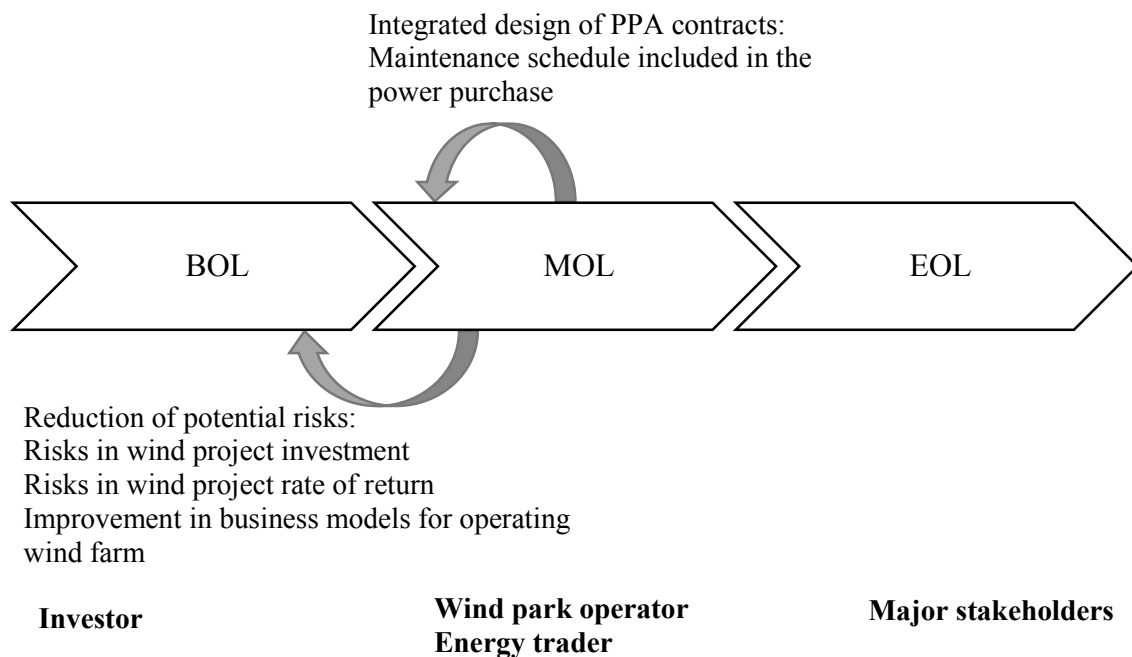 Integrated design of PPA contracts:
Maintenance schedule included in the
power purchase
BOL
MOL
EOL
Reduction of potential risks:
Risks in wind project investment
Risks in wind project rate of return
Improvement in business models for operating
wind farm
Investor
Wind park operator
Energy trader
Major stakeholders